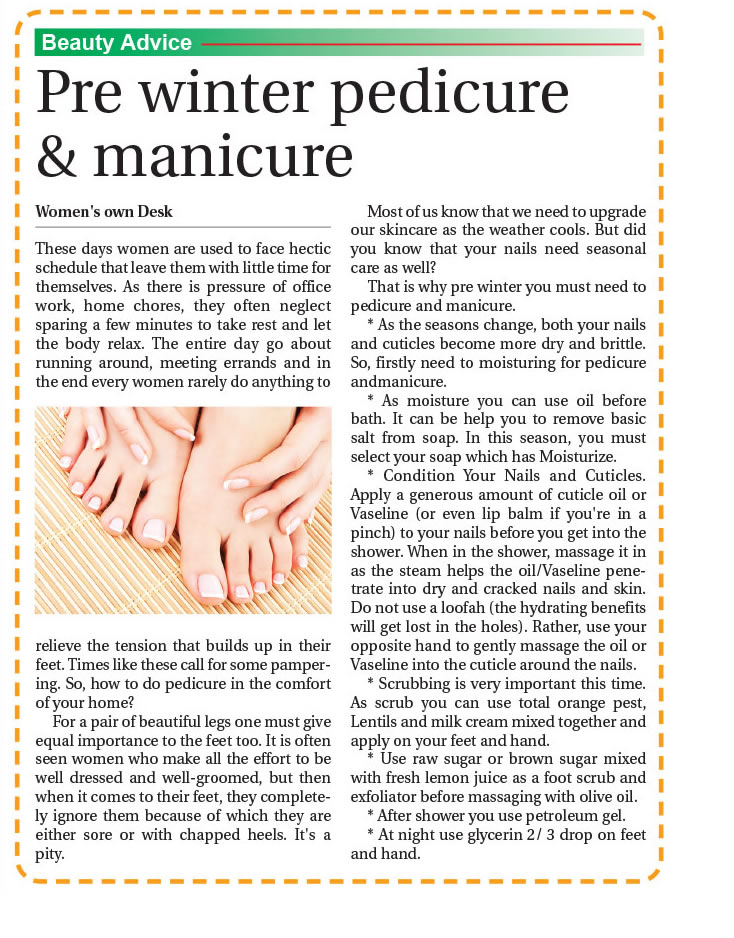 Beauty Advice
Pre winter pedicure
& manicure
Women's own Desk
These days women are used to face hectic
schedule that leave them with little time for
themselves. As there is pressure of office
work, home chores, they often neglect
sparing a few minutes to take rest and let
the body relax. The entire day go about
running around, meeting errands and in
the end every women rarely do anything to
relieve the tension that builds up in their
feet. Times like these call for some pamper-
ing. So, how to do pedicure in the comfort
of your home?
For a pair of beautiful legs one must give
equal importance to the feet too. It is often
seen women who make all the effort to be
well dressed and well-groomed, but then
when it comes to their feet, they complete-
ly ignore them because of which they are
either sore or with chapped heels. It's a
pity.
Most of us know that we need to upgrade
our skincare as the weather cools. But did
you know that your nails need seasonal
care as well?
That is why pre winter you must need to
pedicure and manicure.
* As the seasons change, both your nails
and cuticles become more dry and brittle.
So, firstly need to moisturing for pedicure
andmanicure.
* As moisture you can use oil before
bath. It can be help you to remove basic
salt from soap. In this season, you must
select your soap which has Moisturize.
* Condition Your Nails and Cuticles.
Apply a generous amount of cuticle oil or
Vaseline (or even lip balm if you're in a
pinch) to your nails before you get into the
shower. When in the shower, massage it in
as the steam helps the oil/Vaseline pene-
trate into dry and cracked nails and skin.
Do not use a loofah (the hydrating benefits
will get lost in the holes). Rather, use your
opposite hand to gently massage the oil or
Vaseline into the cuticle around the nails.
* Scrubbing is very important this time.
As scrub you can use total orange pest,
Lentils and milk cream mixed together and
apply on your feet and hand.
* Use raw sugar or brown sugar mixed
with fresh lemon juice as a foot scrub and
exfoliator before massaging with olive oil.
* After shower you use petroleum gel.
* At night use glycerin 2/ 3 drop on feet
and hand.